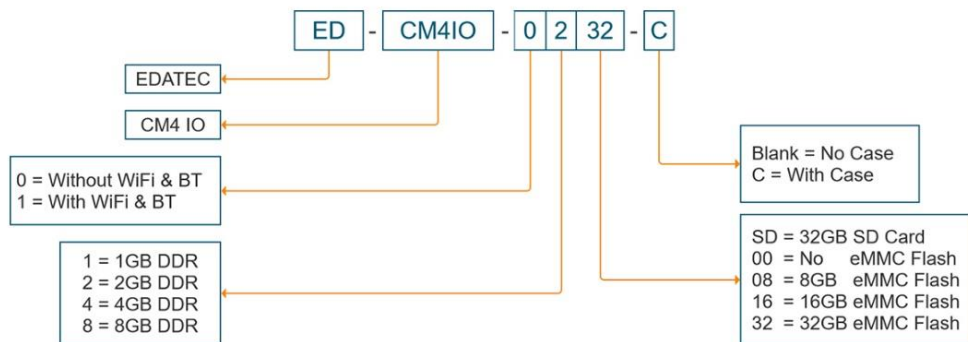 ED - CM4IO - 0 2 32 - C
EDATEC
CM4 IO
0 = Without WiFi & BT
1 = With WiFi & BT
1 = 1GB DDR
2 = 2GB DDR
4 = 4GB DDR
8 = 8GB DDR
Blank = No Case
C = With Case
SD = 32GB SD Card
00 = No eMMC Flash
08 = 8GB eMMC Flash
16 = 16GB eMMC Flash
32 = 32GB eMMC Flash